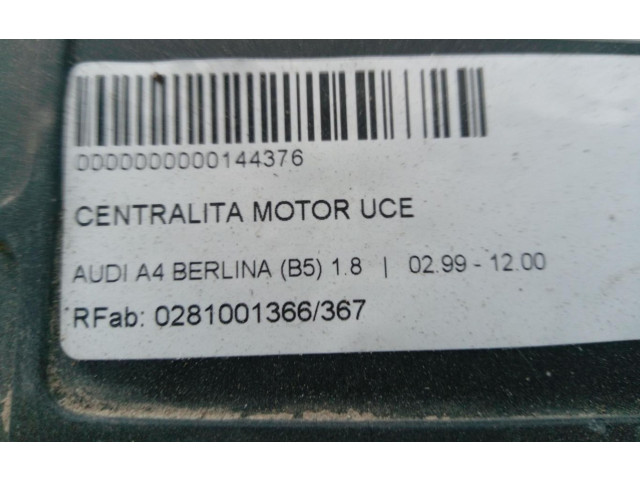 0000000000144376
CENTRALITA MOTOR UCE
AUDI A4 BERLINA (B5) 1.8 | 02.99 - 12.00
RFab: 0281001366/367